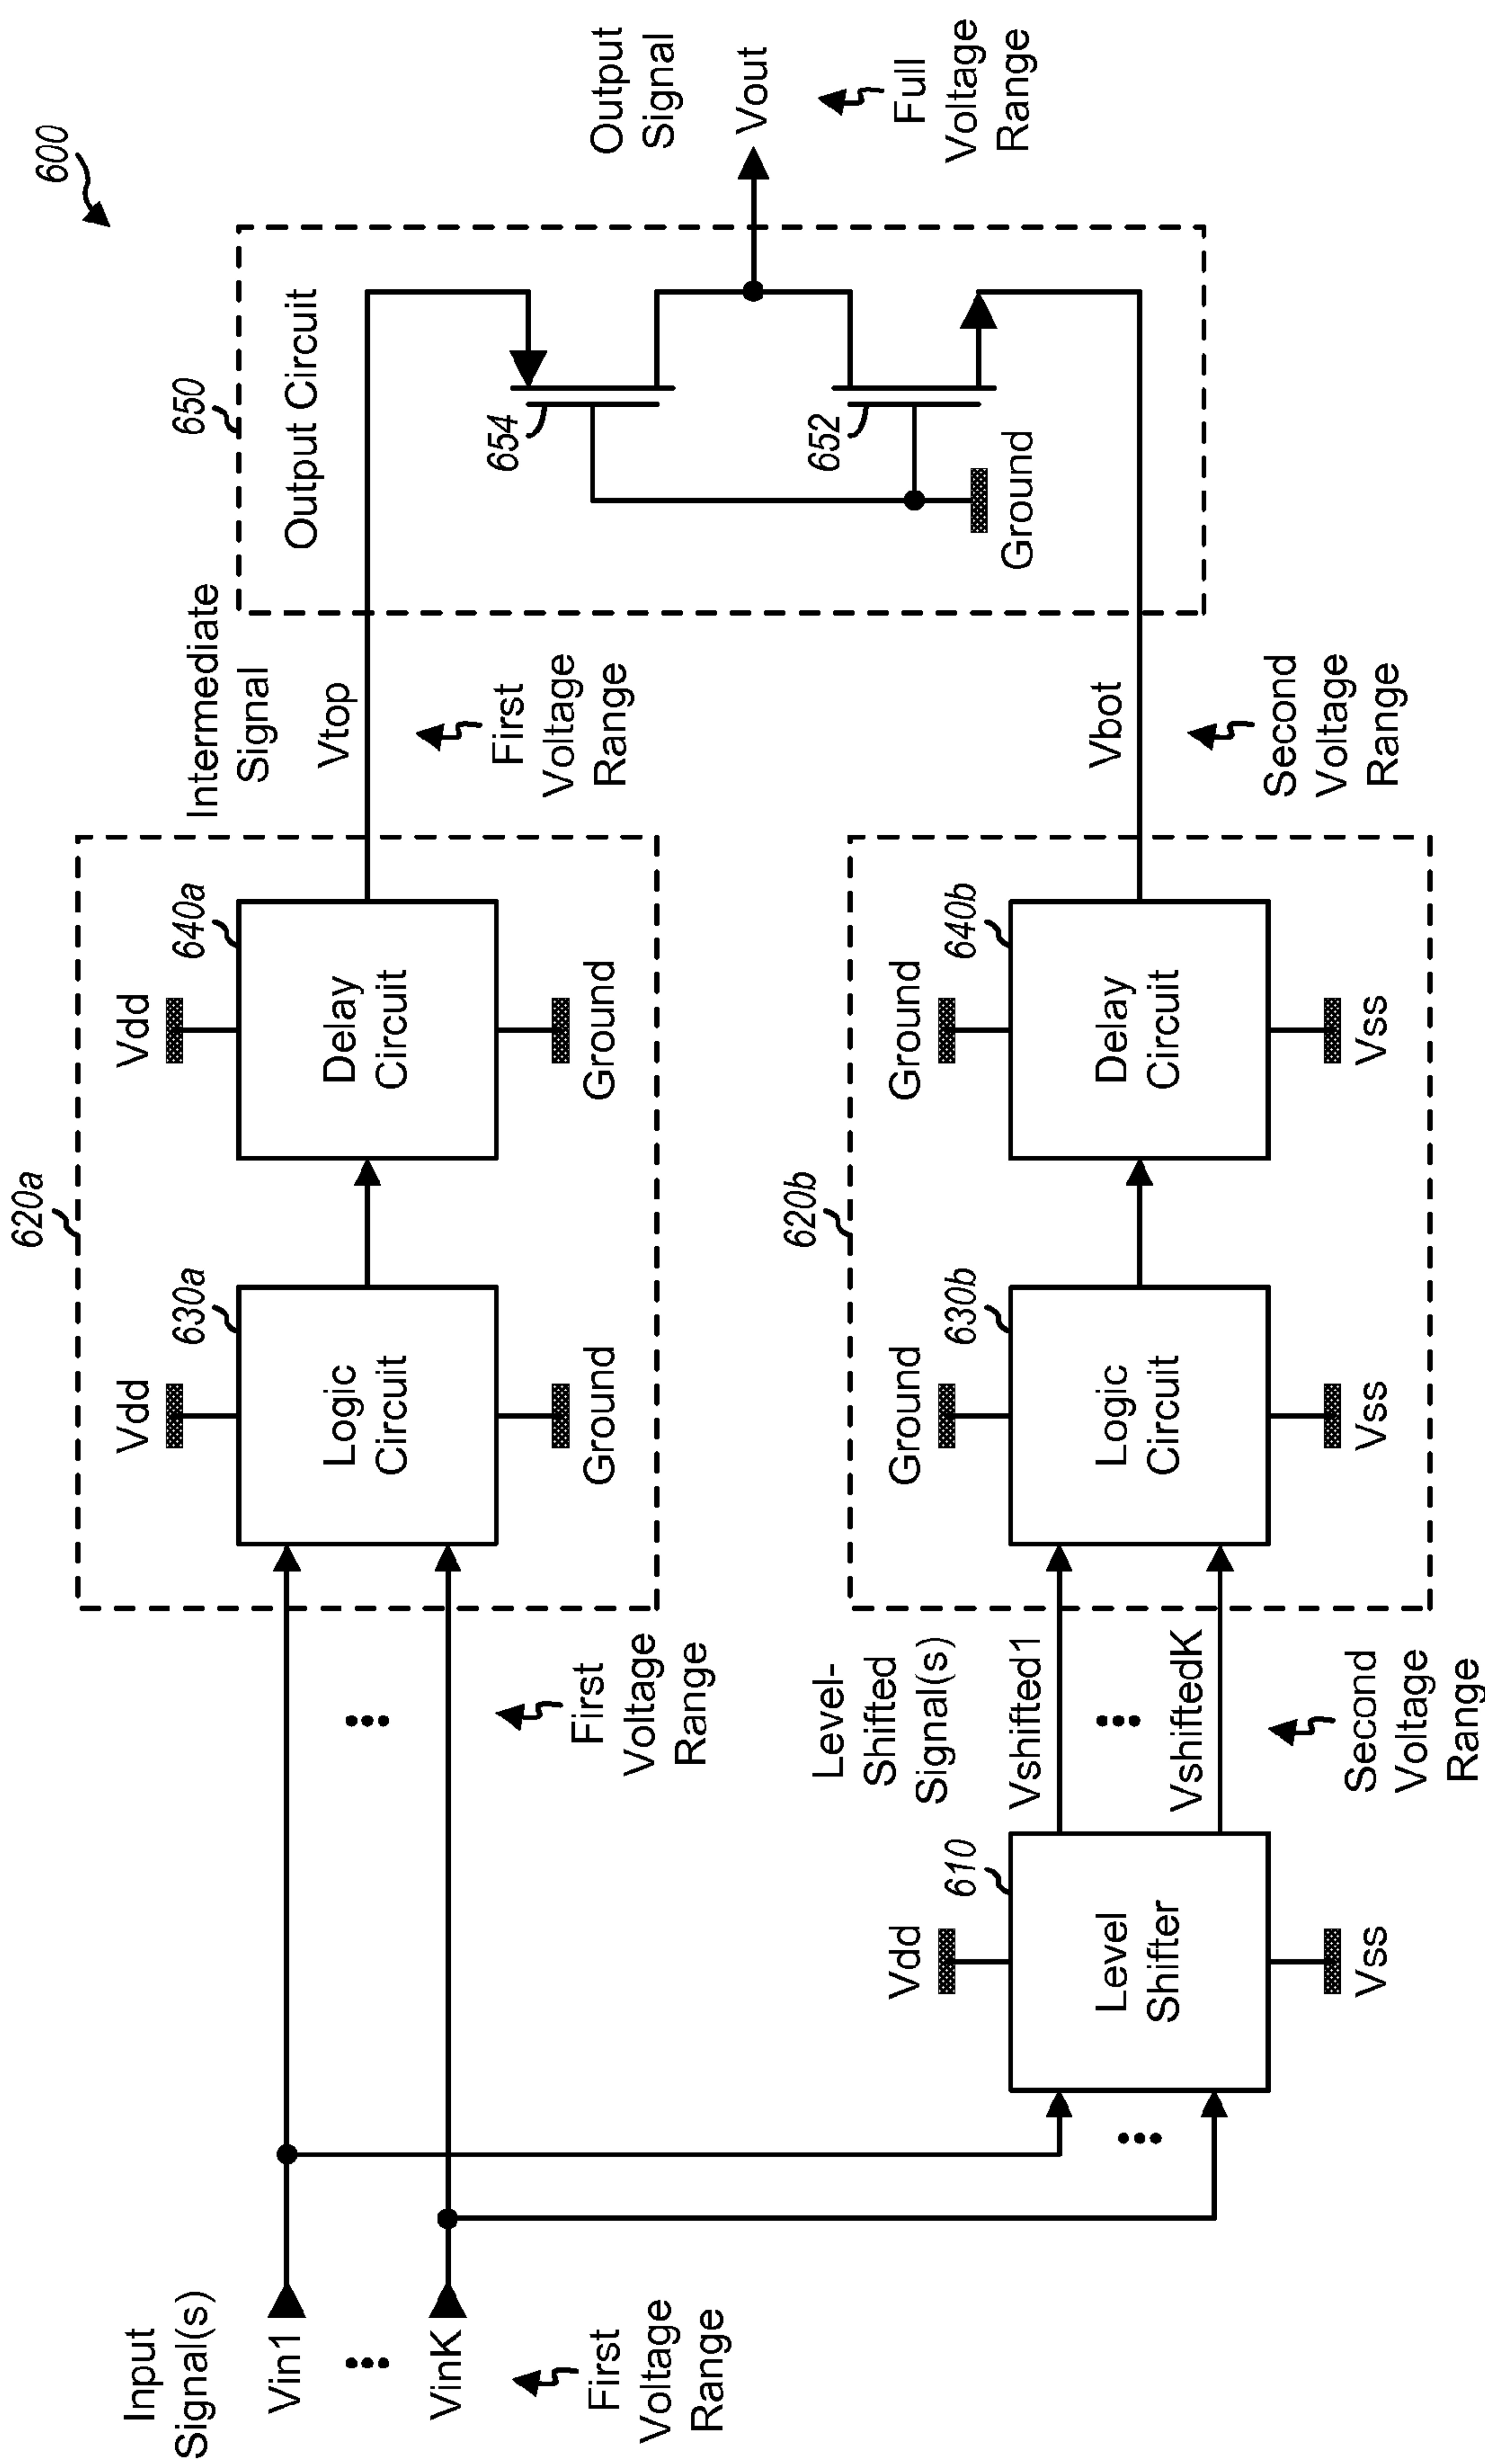 600
Input
Signal(s)
Vin1
VinK
First
Voltage
Range
620a
Vdd
630a
Logic
Circuit
Ground
Vdd
640a
Delay
Circuit
Ground
First
Voltage
Range
Intermediate
Signal
Vtop
First
Voltage
Range
650
Output Circuit
654
652
Ground
Output
Signal
Vout
Full
Voltage
Range
Vdd
610
Level
Shifter
Vss
Level-
Shifted
Signal(s)
Vshifted1
VshiftedK
Second
Voltage
Range
620b
Ground
630b
Logic
Circuit
Vss
Ground
640b
Delay
Circuit
Vss
Vbot
Second
Voltage
Range